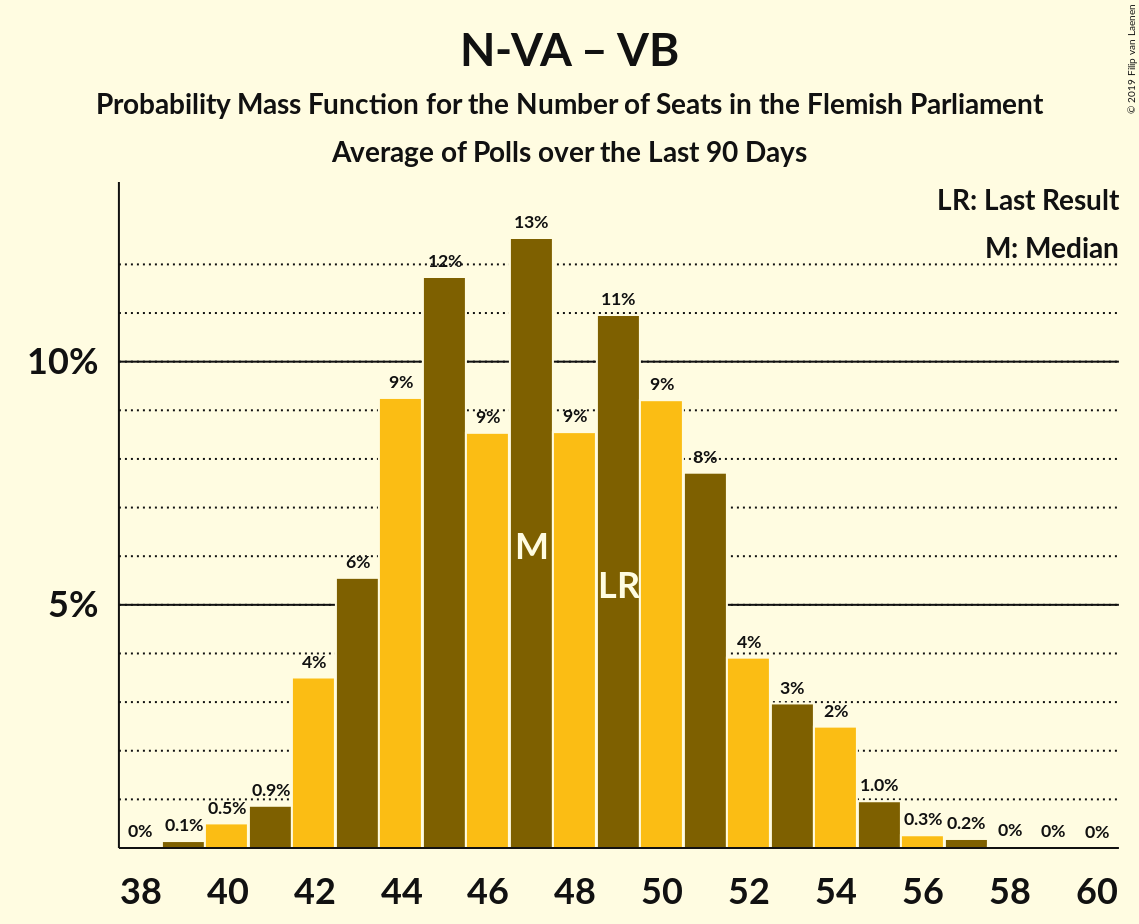 N-VA – VB
Probability Mass Function for the Number of Seats in the Flemish Parliament
Average of Polls over the Last 90 Days
© 2019 Filip van Laenen
LR: Last Result
M: Median
10%
5%
0%
0.1%
0.5%
0.9%
4%
6%
9%
12%
9%
13%
9%
11%
9%
8%
4%
3%
2%
1.0%
0.3%
0.2%
0%
0%
0%
M
LR
38 40 42 44 46 48 50 52 54 56 58 60